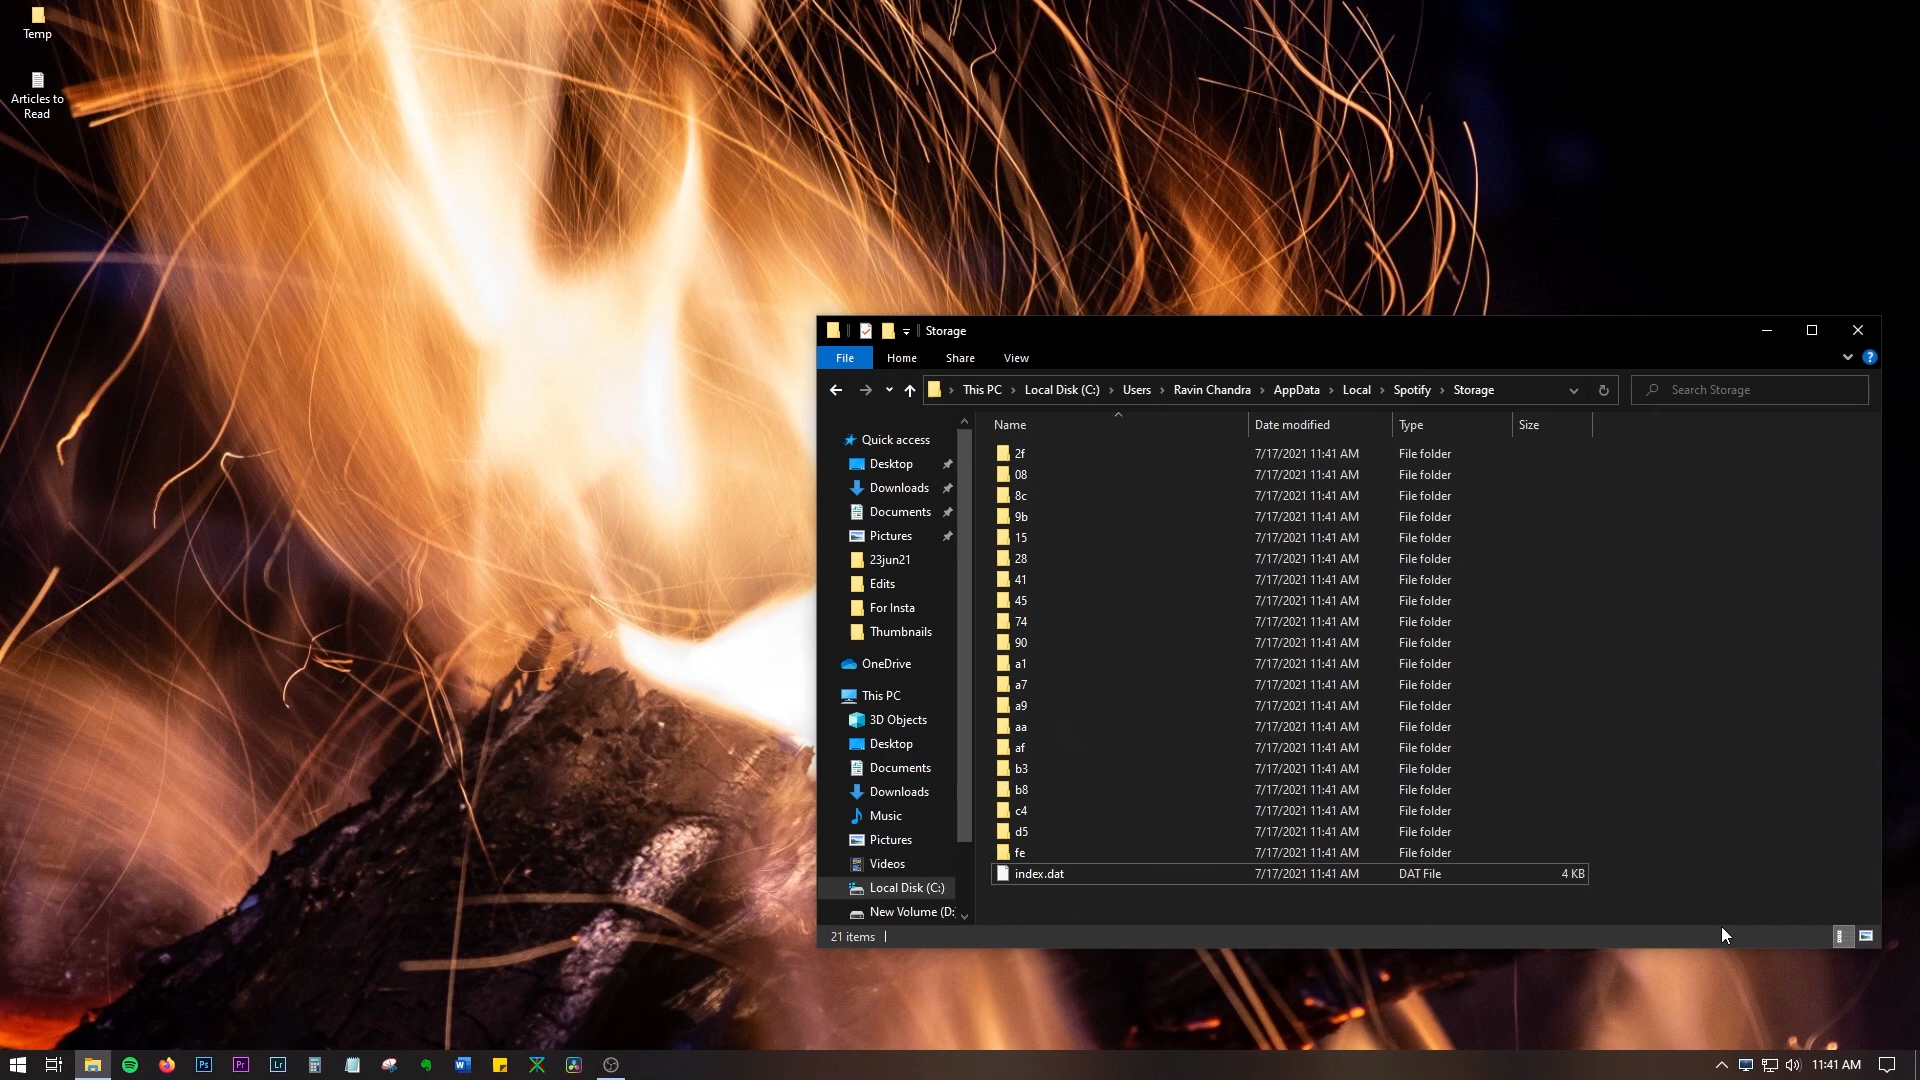 Temp
Articles to
Read
Storage
File Home Share View
This PC Local Disk (C:) Users Ravin Chandra AppData Local Spotify Storage
Search Storage
Quick access
Desktop
Downloads
Documents
Pictures
23jun21
Edits
For Insta
Thumbnails
OneDrive
This PC
3D Objects
Desktop
Documents
Downloads
Music
Pictures
Videos
Local Disk (C:)
New Volume (D:
Name Date modified Type Size
2f 7/17/2021 11:41 AM File folder
08 7/17/2021 11:41 AM File folder
8c 7/17/2021 11:41 AM File folder
9b 7/17/2021 11:41 AM File folder
15 7/17/2021 11:41 AM File folder
28 7/17/2021 11:41 AM File folder
41 7/17/2021 11:41 AM File folder
45 7/17/2021 11:41 AM File folder
74 7/17/2021 11:41 AM File folder
90 7/17/2021 11:41 AM File folder
a1 7/17/2021 11:41 AM File folder
a7 7/17/2021 11:41 AM File folder
a9 7/17/2021 11:41 AM File folder
aa 7/17/2021 11:41 AM File folder
af 7/17/2021 11:41 AM File folder
b3 7/17/2021 11:41 AM File folder
b8 7/17/2021 11:41 AM File folder
c4 7/17/2021 11:41 AM File folder
d5 7/17/2021 11:41 AM File folder
fe 7/17/2021 11:41 AM File folder
index.dat 7/17/2021 11:41 AM DAT File 4 KB
21 items
Ps Pr Lr W 11:41 AM